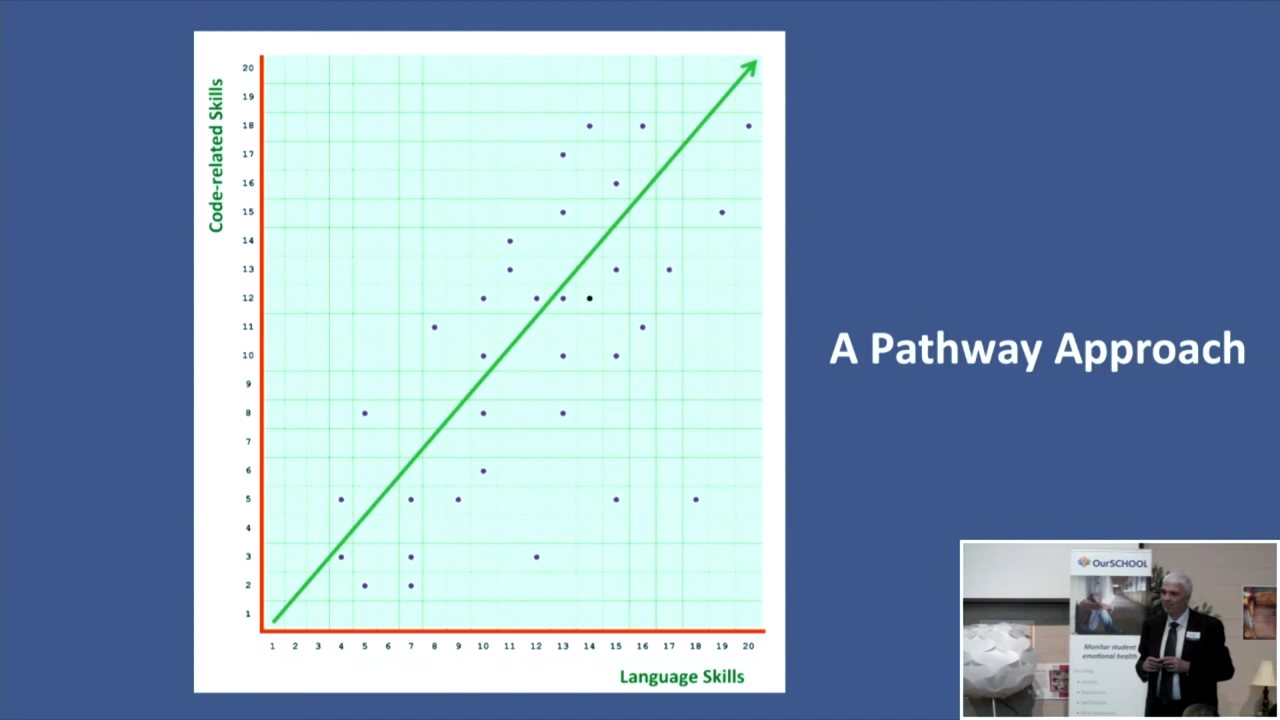 Code-related Skills
20
19
18
17
16
15
14
13
12
11
10
9
8
7
6
5
4
3
2
1
1 2 3 4 5 6 7 8 9 10 11 12 13 14 15 16 17 18 19 20
Language Skills
A Pathway Approach
OurSCHOOL
Monitor student
emotional health